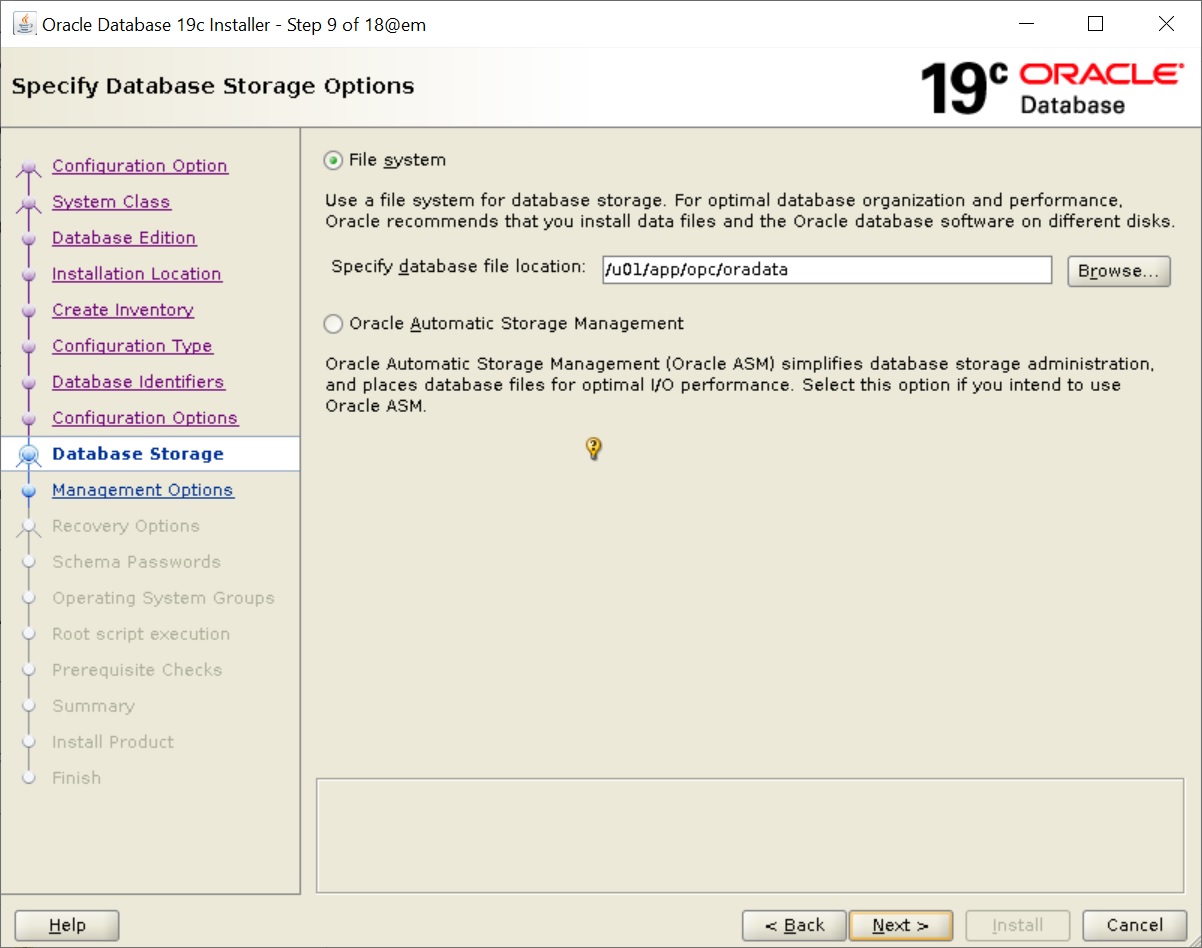 Oracle Database 19c Installer - Step 9 of 18@em
Specify Database Storage Options
19c ORACLE
Database
Configuration Option
System Class
Database Edition
Installation Location
Create Inventory
Configuration Type
Database Identifiers
Configuration Options
Database Storage
Management Options
Recovery Options
Schema Passwords
Operating System Groups
Root script execution
Prerequisite Checks
Summary
Install Product
Finish
File system
Use a file system for database storage. For optimal database organization and performance,
Oracle recommends that you install data files and the Oracle database software on different disks.
Specify database file location: /u01/app/opc/oradata Browse...
Oracle Automatic Storage Management
Oracle Automatic Storage Management (Oracle ASM) simplifies database storage administration,
and places database files for optimal I/O performance. Select this option if you intend to use
Oracle ASM.
Help < Back Next > Install Cancel